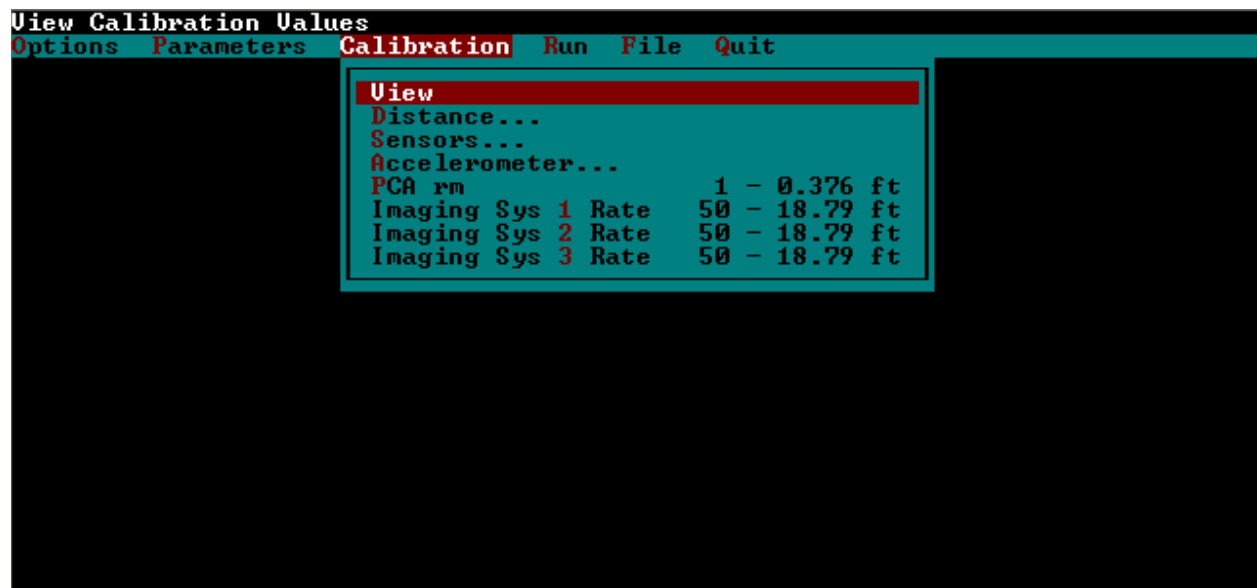 View Calibration Values
Options Parameters Calibration Run File Quit
View
Distance...
Sensors...
Accelerometer...
PCA rm 1 - 0.376 ft
Imaging Sys 1 Rate 50 - 18.79 ft
Imaging Sys 2 Rate 50 - 18.79 ft
Imaging Sys 3 Rate 50 - 18.79 ft